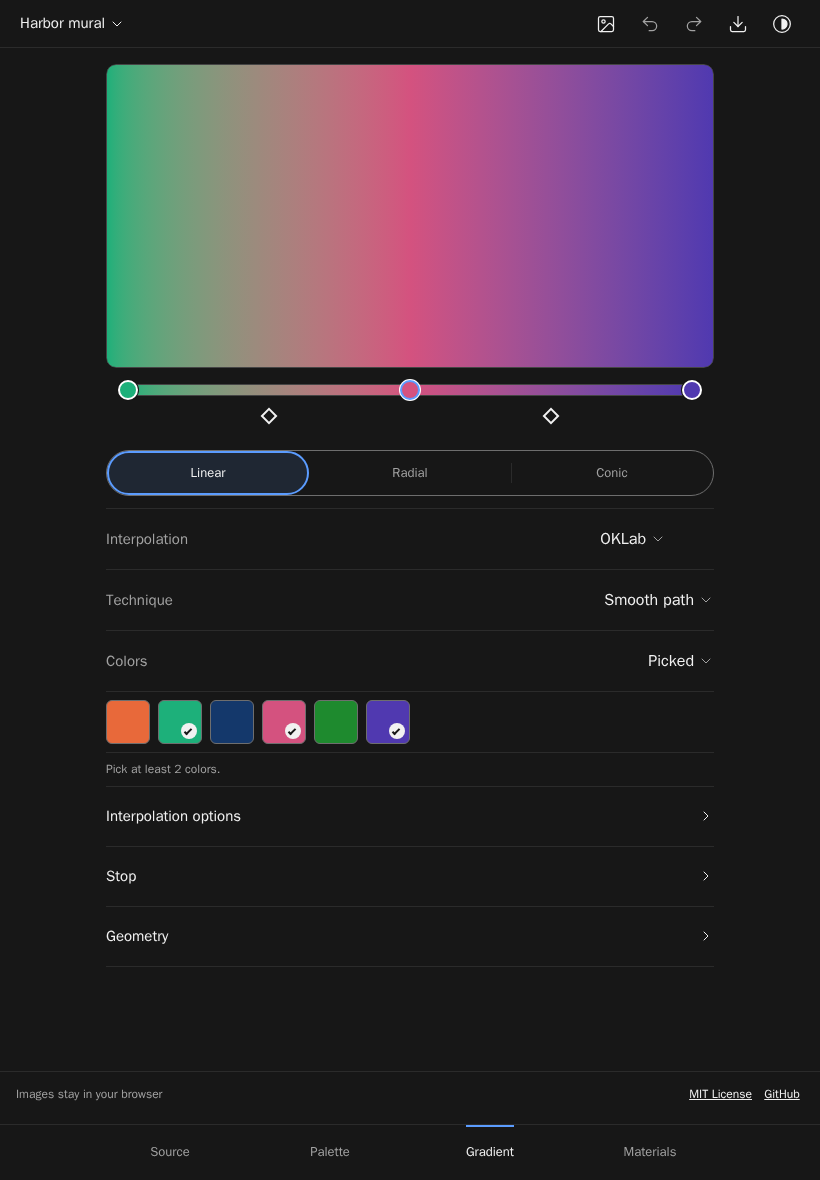 Harbor mural
Linear
Radial
Conic
Interpolation
OKLab
Technique
Smooth path
Colors
Picked
Pick at least 2 colors.
Interpolation options
Stop
Geometry
Images stay in your browser
MIT License
GitHub
Source
Palette
Gradient
Materials